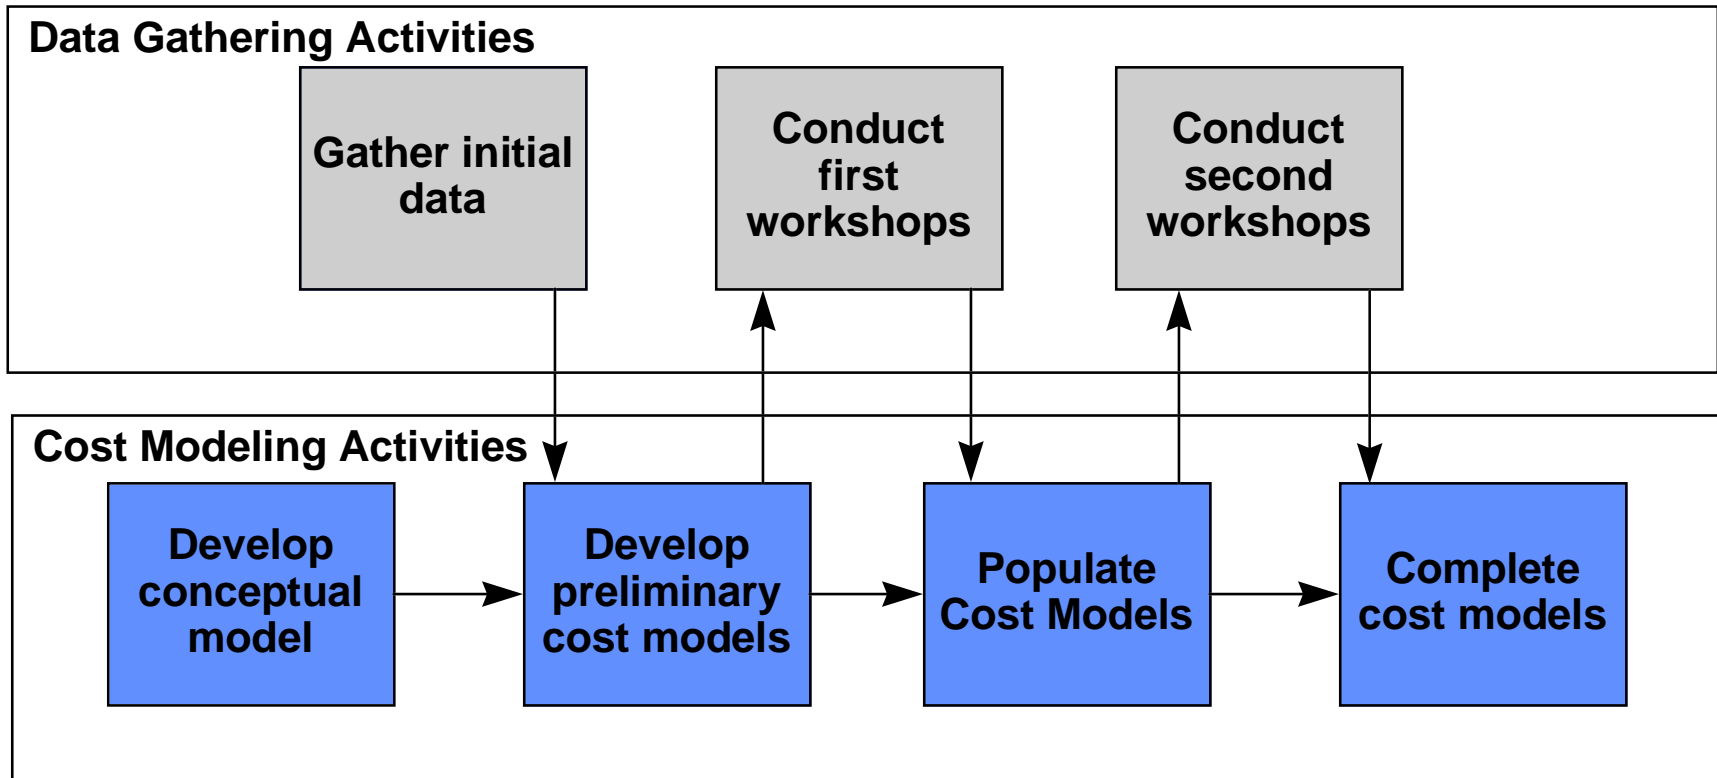 Data Gathering Activities
Gather initial
data
Conduct
first
workshops
Conduct
second
workshops
Cost Modeling Activities
Develop
conceptual
model
Develop
preliminary
cost models
Populate
Cost Models
Complete
cost models